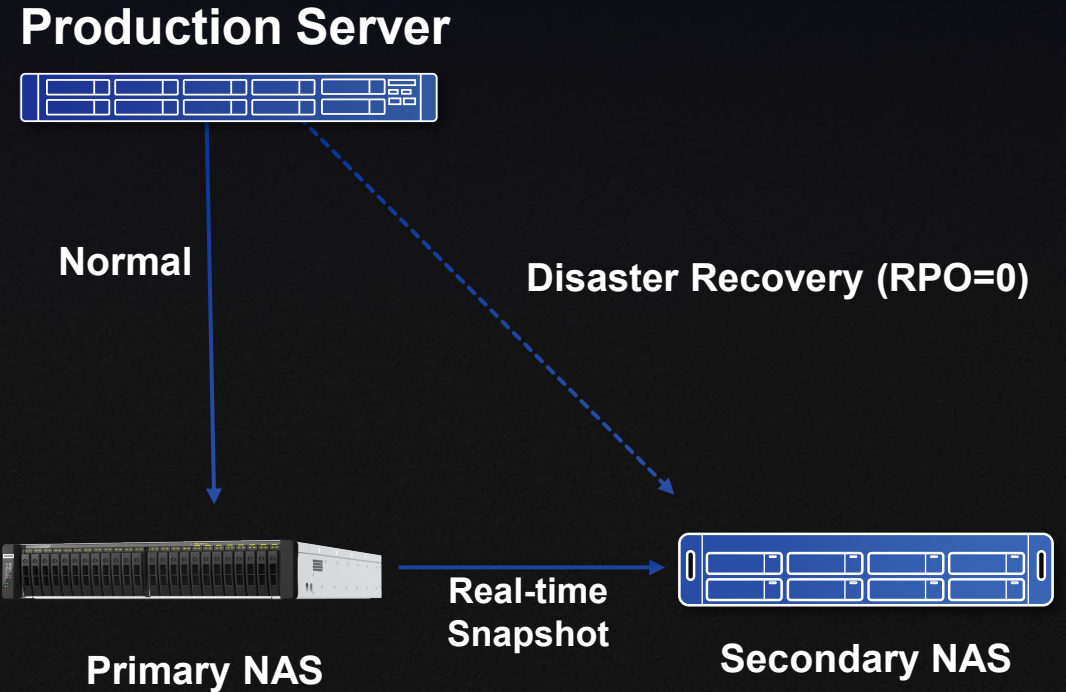 Production Server
Normal
Disaster Recovery (RPO=0)
Real-time
Snapshot
Primary NAS
Secondary NAS